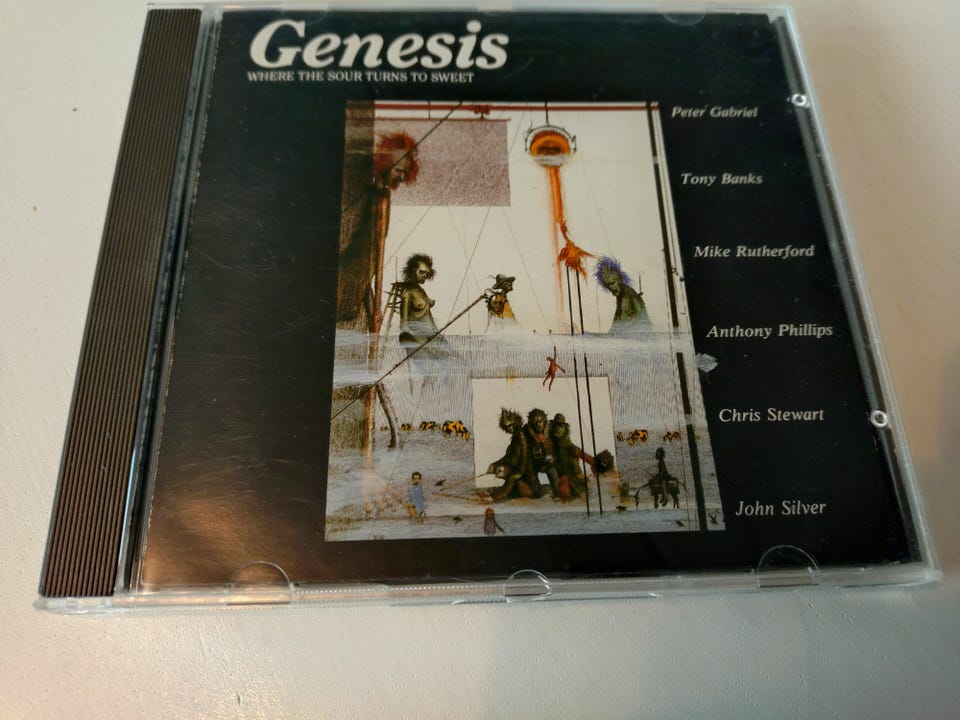 Genesis
WHERE THE SOUR TURNS TO SWEET
Peter Gabriel
Tony Banks
Mike Rutherford
Anthony Phillips
Chris Stewart
John Silver